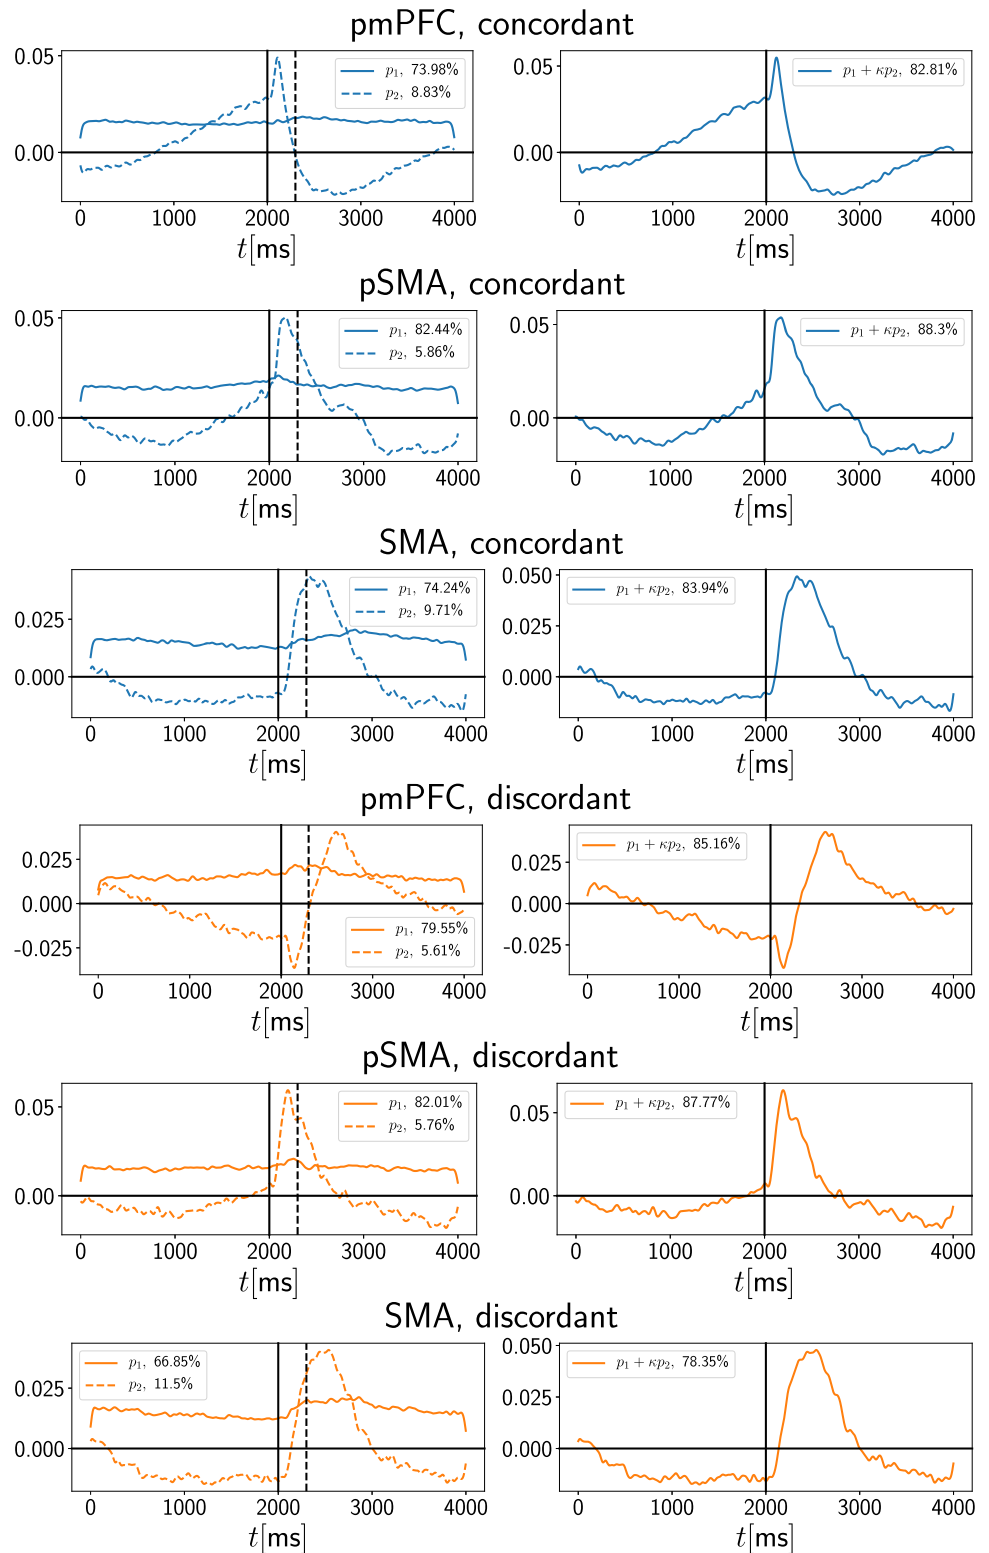 pmPFC, concordant
0.05
0.00
p₁, 73.98%
p₂, 8.83%
0 1000 2000 3000 4000
t[ms]
p₁ + κp₂, 82.81%
0 1000 2000 3000 4000
t[ms]
pSMA, concordant
0.05
0.00
p₁, 82.44%
p₂, 5.86%
0 1000 2000 3000 4000
t[ms]
0.05
0.00
p₁ + κp₂, 88.3%
0 1000 2000 3000 4000
t[ms]
SMA, concordant
0.025
0.000
p₁, 74.24%
p₂, 9.71%
0 1000 2000 3000 4000
t[ms]
0.050
0.025
0.000
p₁ + κp₂, 83.94%
0 1000 2000 3000 4000
t[ms]
pmPFC, discordant
0.025
0.000
-0.025
p₁, 79.55%
p₂, 5.61%
0 1000 2000 3000 4000
t[ms]
0.025
0.000
-0.025
p₁ + κp₂, 85.16%
0 1000 2000 3000 4000
t[ms]
pSMA, discordant
0.05
0.00
p₁, 82.01%
p₂, 5.76%
0 1000 2000 3000 4000
t[ms]
0.05
0.00
p₁ + κp₂, 87.77%
0 1000 2000 3000 4000
t[ms]
SMA, discordant
0.025
0.000
p₁, 66.85%
p₂, 11.5%
0 1000 2000 3000 4000
t[ms]
0.050
0.025
0.000
p₁ + κp₂, 78.35%
0 1000 2000 3000 4000
t[ms]